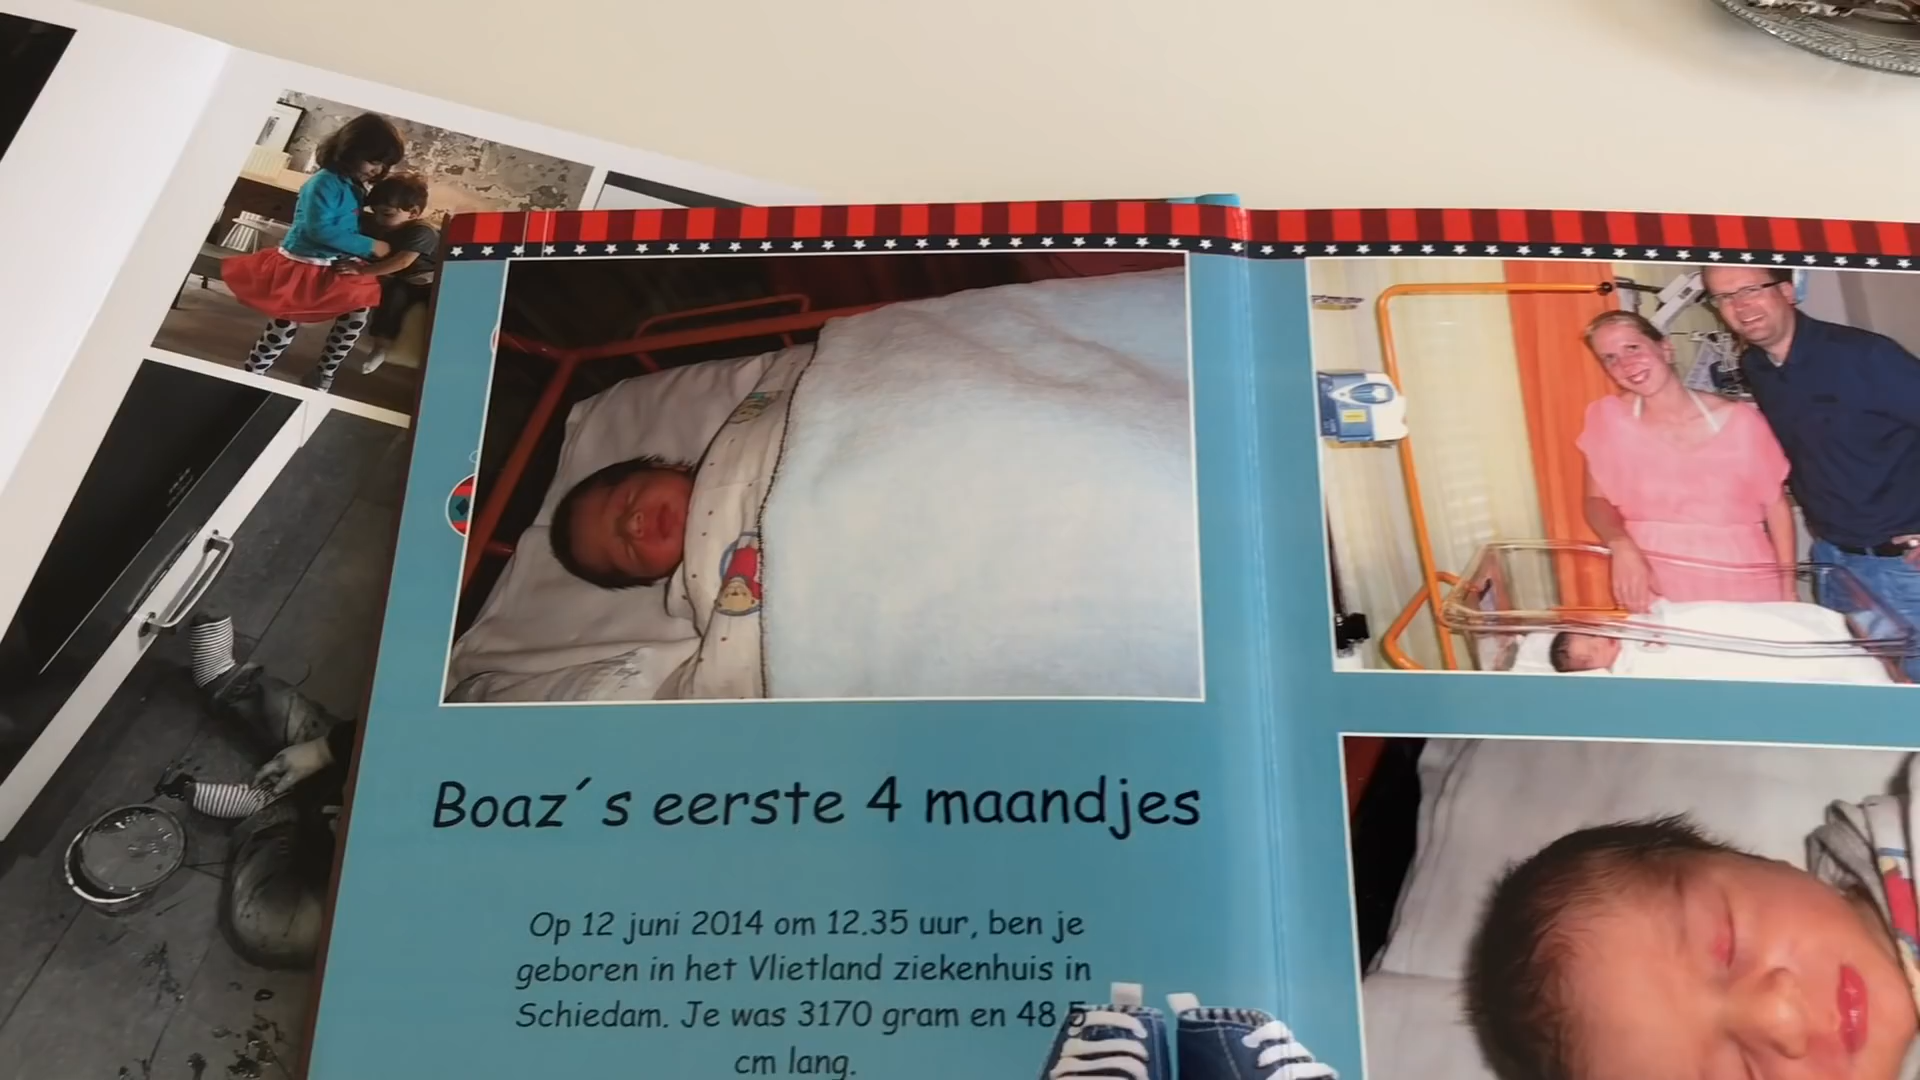 Boaz´s eerste 4 maandjes
Op 12 juni 2014 om 12.35 uur, ben je
geboren in het Vlietland ziekenhuis in
Schiedam. Je was 3170 gram en 48,5
cm lang.